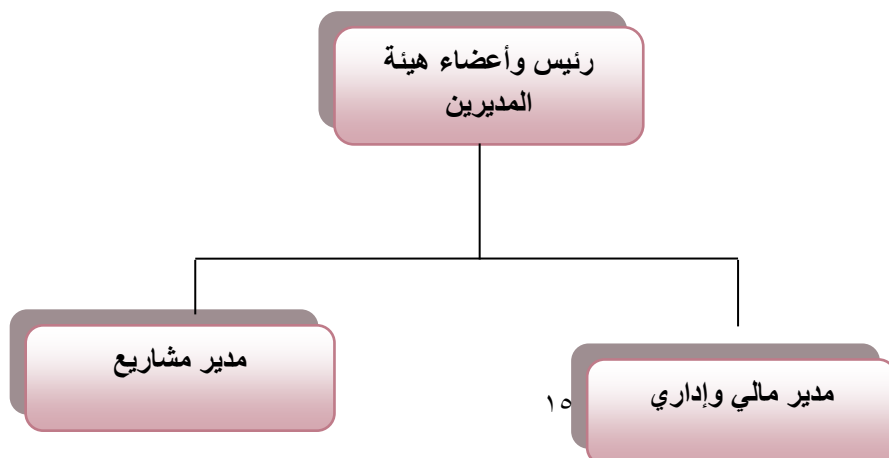 رئيس وأعضاء هيئة
المديرين
مدير مشاريع
مدير مالي وإداري
١٥